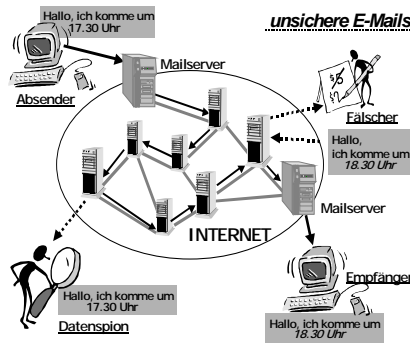 unsichere E-Mails
Hallo, ich komme um
17.30 Uhr
Mailserver
Absender
Fälscher
Hallo,
ich komme um
18.30 Uhr
Mailserver
INTERNET
Empfänger
Hallo, ich komme um
17.30 Uhr
Datenspion
Hallo, ich komme um
18.30 Uhr